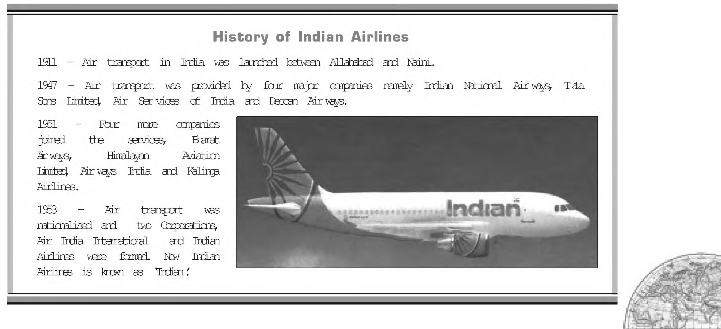 History of Indian Airlines
1911 – Air transport in India was launched between Allahabad and Naini.
1947 – Air transport was provided by four major companies namely Indian National Airways, Tata
Sons Limited, Air Services of India and Deccan Airways.
1951 – Four more companies
joined the services, Bharat
Airways, Himalayan Aviation
Limited, Airways India and Kalinga
Airlines.
1953 – Air transport was
nationalised and two Corporations,
Air India International and Indian
Airlines were formed. Now Indian
Airlines is known as 'Indian'.
Indian